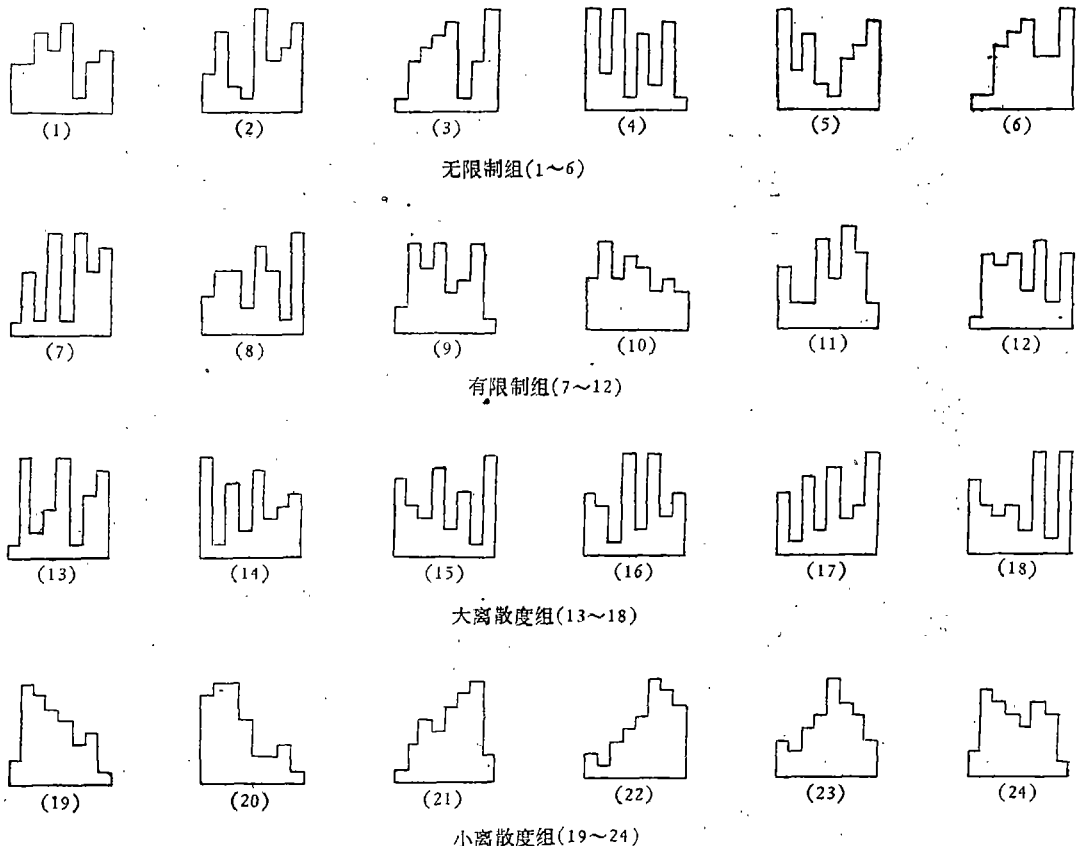 (1) (2) (3) (4) (5) (6)
无限制组(1~6)
(7) (8) (9) (10) (11) (12)
有限制组(7~12)
(13) (14) (15) (16) (17) (18)
大离散度组(13~18)
(19) (20) (21) (22) (23) (24)
小离散度组(19~24)